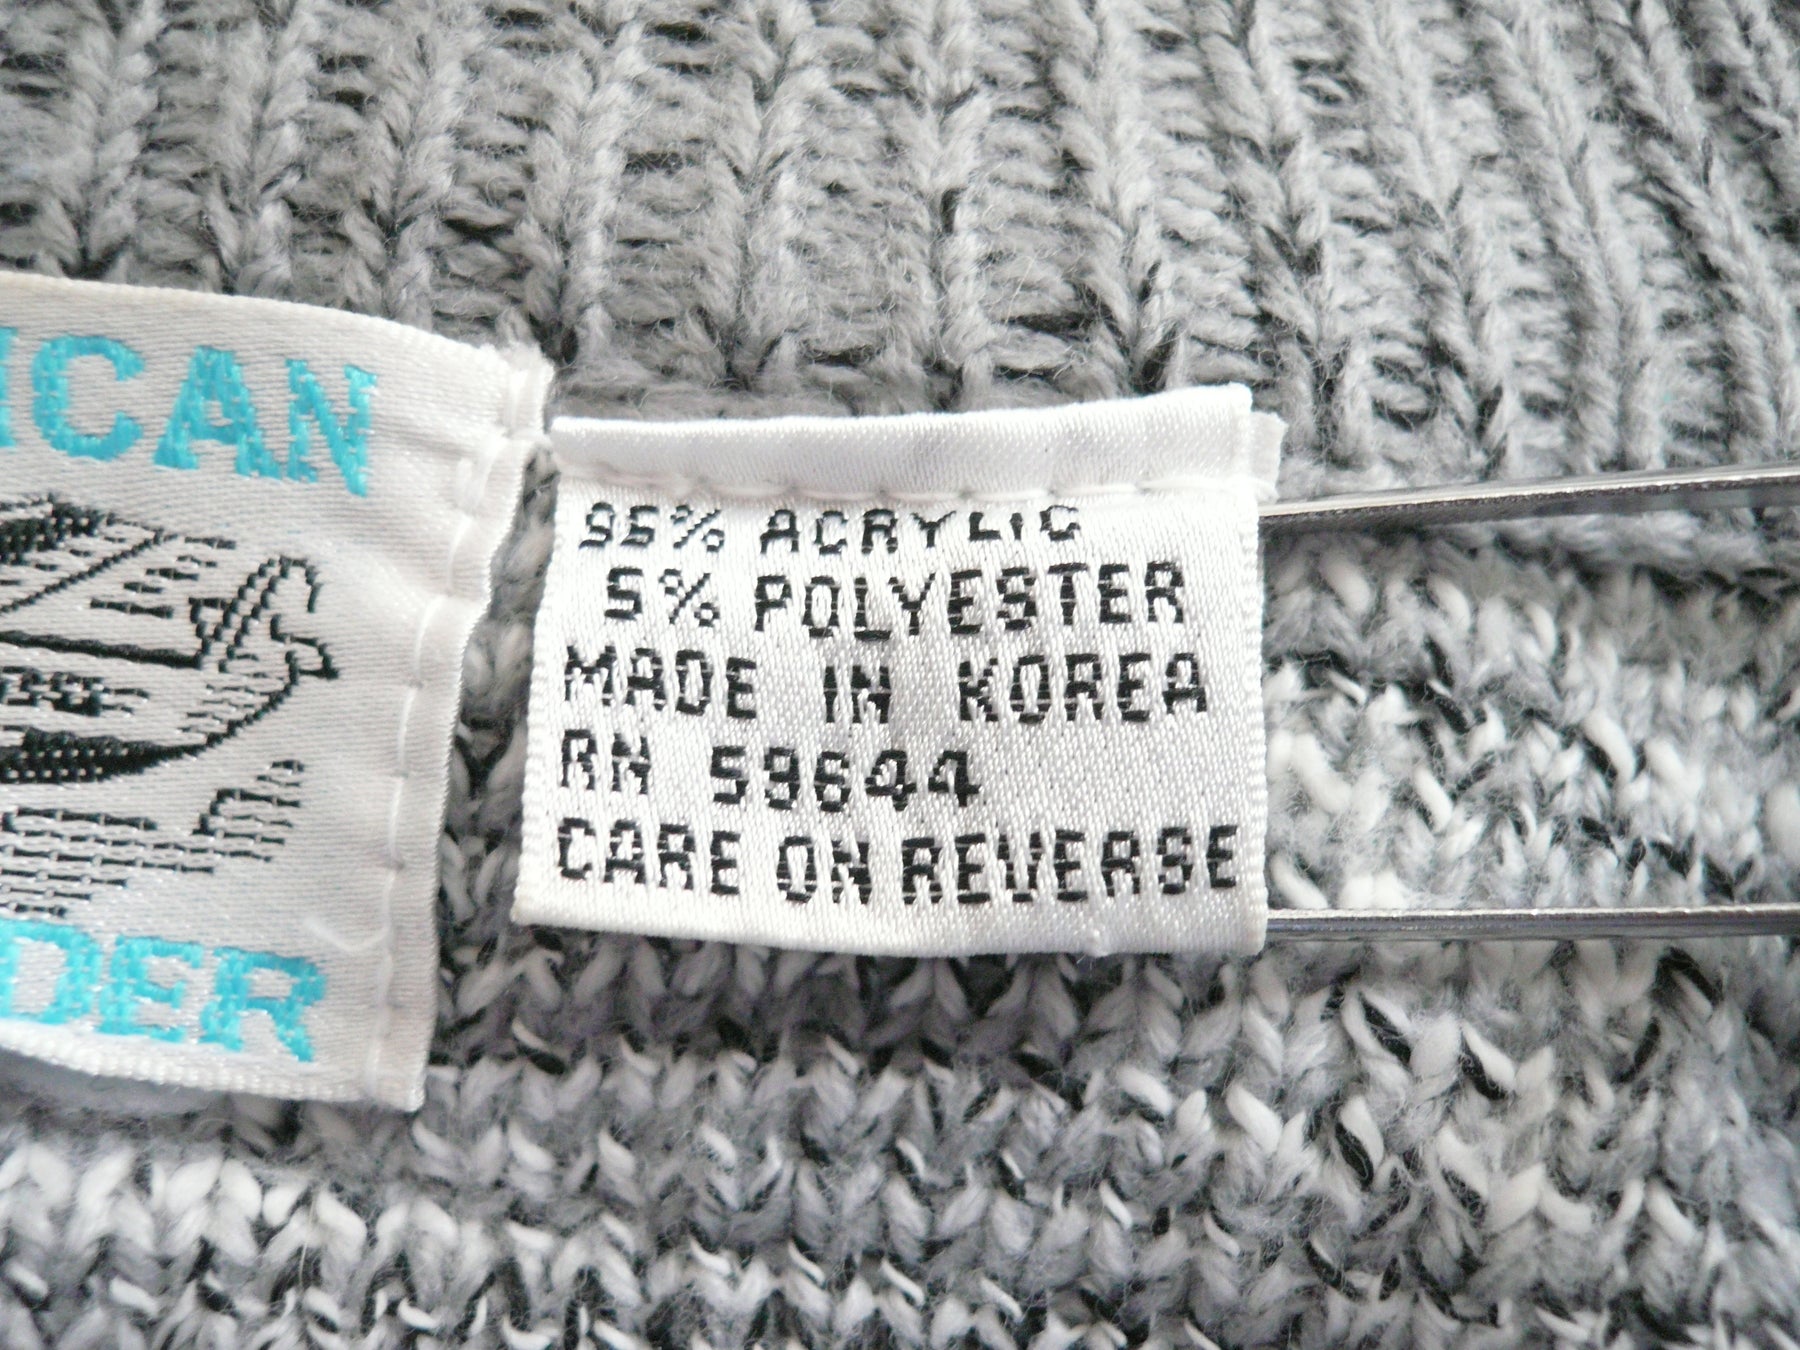 ICAN
DER
95% ACRYLIC
5% POLYESTER
MADE IN KOREA
RN 59644
CARE ON REVERSE